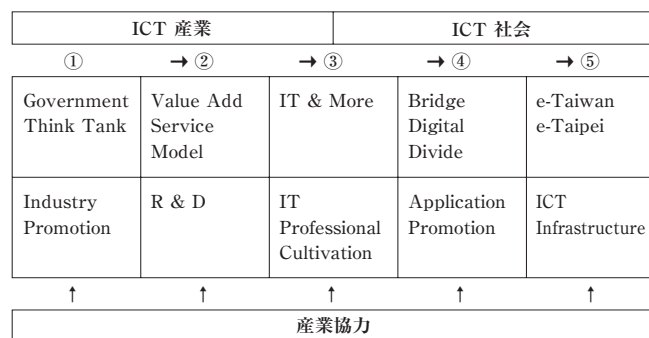 ICT 産業
ICT 社会
① → ② → ③ → ④ → ⑤
Government
Think Tank
Value Add
Service
Model
IT & More
Bridge
Digital
Divide
e-Taiwan
e-Taipei
Industry
Promotion
R & D
IT
Professional
Cultivation
Application
Promotion
ICT
Infrastructure
↑ ↑ ↑ ↑ ↑
産業協力